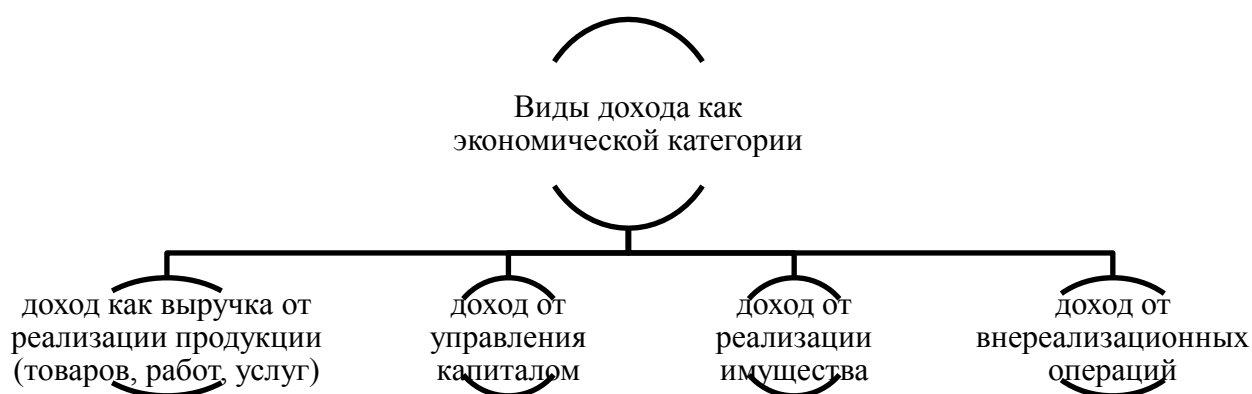 Виды дохода как
экономической категории
доход как выручка от
реализации продукции
(товаров, работ, услуг)
доход от
управления
капиталом
доход от
реализации
имущества
доход от
внереализационных
операций